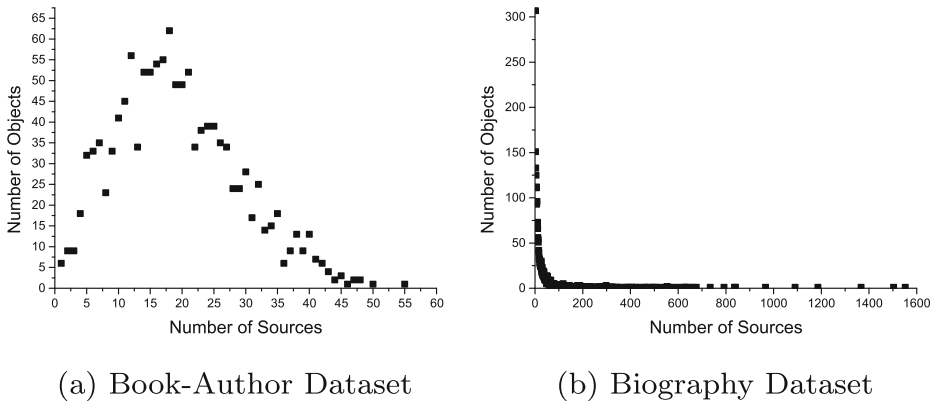 65
60
55
50
45
40
35
30
25
20
15
10
5
0
Number of Objects
0 5 10 15 20 25 30 35 40 45 50 55 60
Number of Sources
(a) Book-Author Dataset
300
250
200
150
100
50
0
Number of Objects
0 200 400 600 800 1000 1200 1400 1600
Number of Sources
(b) Biography Dataset